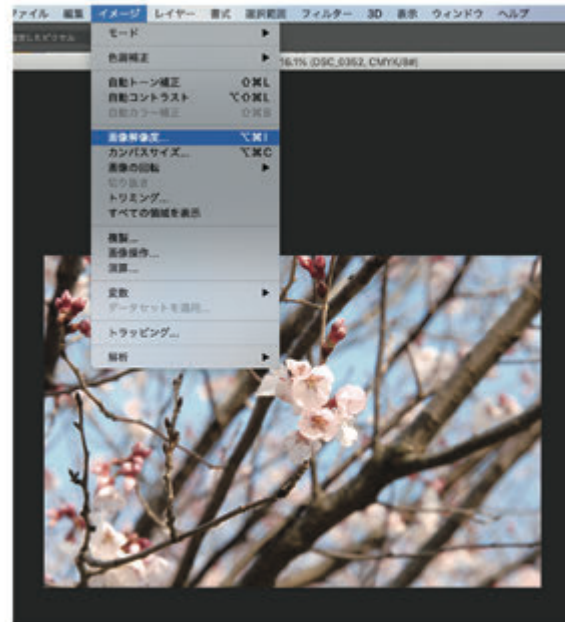 ファイル 編集 イメージ レイヤー 書式 選択範囲 フィルター 3D 表示 ウィンドウ ヘルプ
モード
16.1% (DSC_0352, CMYK/8#)
色調補正
自動トーン補正 ⇧⌘L
自動コントラスト ⌥⇧⌘L
自動カラー補正 ⇧⌘B
画像解像度... ⌥⌘I
カンバスサイズ... ⌥⌘C
画像の回転
切り抜き
トリミング...
すべての領域を表示
複製...
画像操作...
演算...
変数
データセットを適用...
トラッピング...
解析